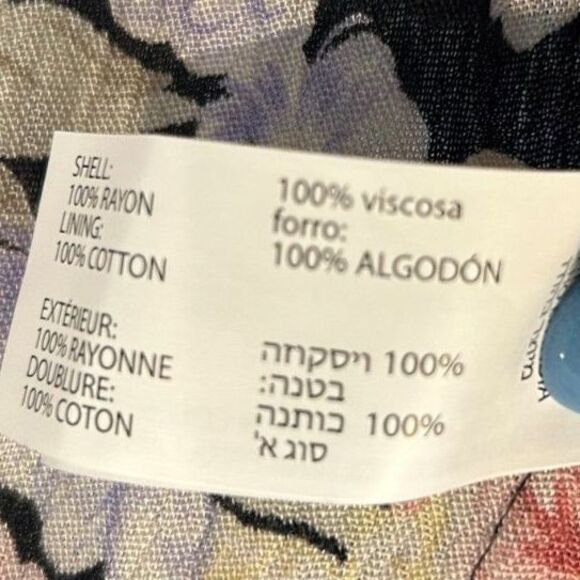 SHELL:
100% RAYON
LINING:
100% COTTON
EXTÉRIEUR:
100% RAYONNE
DOUBLURE:
100% COTON
100% viscosa
forro:
100% ALGODÓN
100% ויסקוזה
בטנה:
100% כותנה
סוג א'